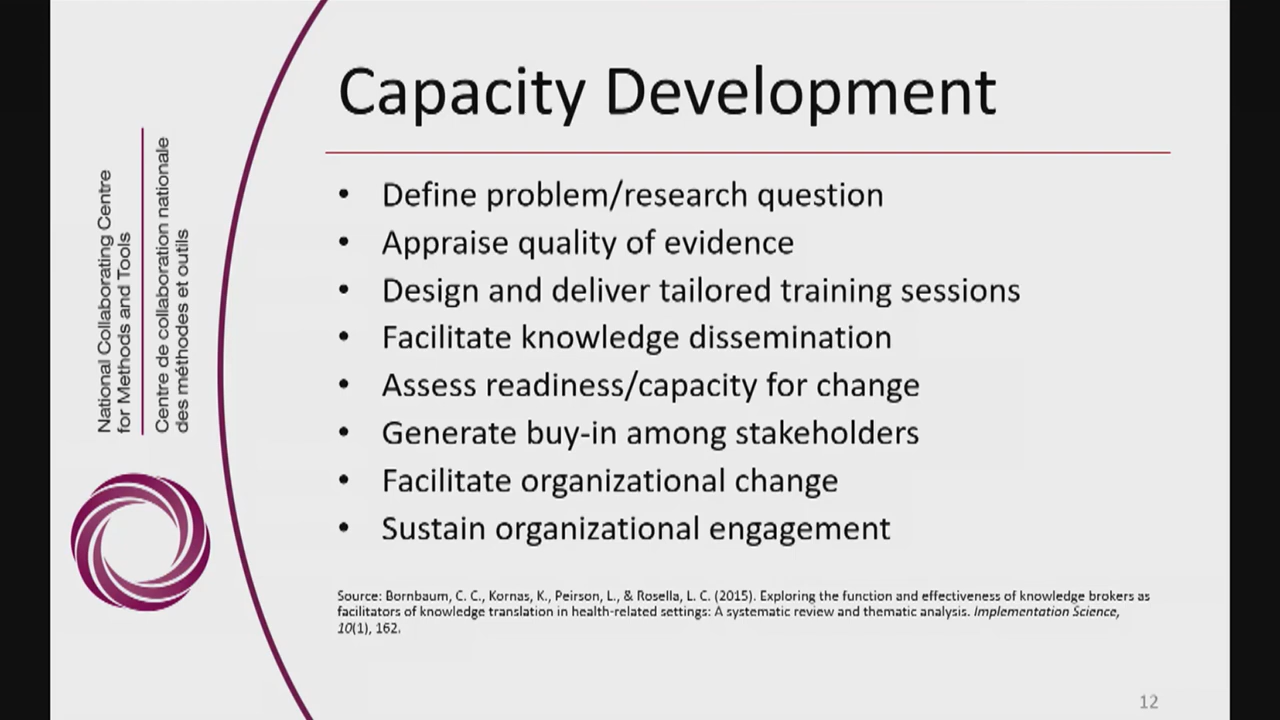 Capacity Development
National Collaborating Centre
for Methods and Tools
Centre de collaboration nationale
des méthodes et outils
• Define problem/research question
• Appraise quality of evidence
• Design and deliver tailored training sessions
• Facilitate knowledge dissemination
• Assess readiness/capacity for change
• Generate buy-in among stakeholders
• Facilitate organizational change
• Sustain organizational engagement
Source: Bornbaum, C. C., Kornas, K., Peirson, L., & Rosella, L. C. (2015). Exploring the function and effectiveness of knowledge brokers as
facilitators of knowledge translation in health-related settings: A systematic review and thematic analysis. Implementation Science,
10(1), 162.
12